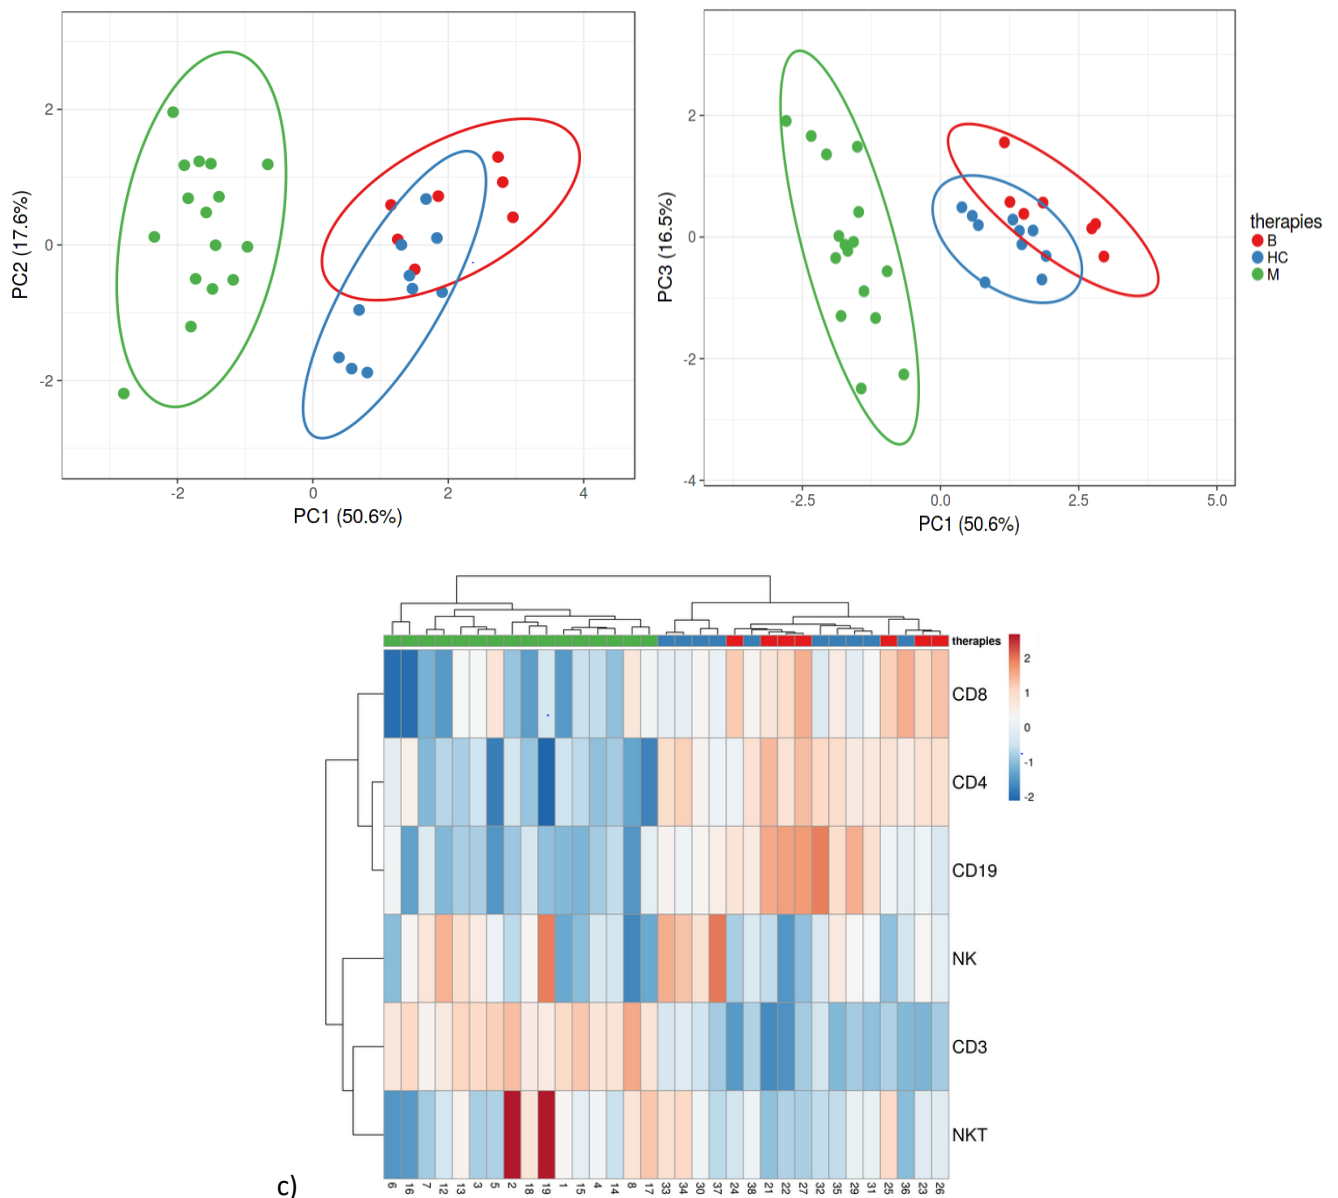 2
0
-2
PC2 (17.6%)
-2
0
2
4
PC1 (50.6%)
2
0
-2
-4
PC3 (16.5%)
-2.5
0.0
2.5
5.0
PC1 (50.6%)
therapies
B
HC
M
therapies
2
1
0
-1
-2
CD8
CD4
CD19
NK
CD3
NKT
6 16 7 12 13 3 5 2 18 19 1 15 4 14 8 17 33 34 30 37 24 38 21 22 27 32 35 29 31 25 36 23 26
c)